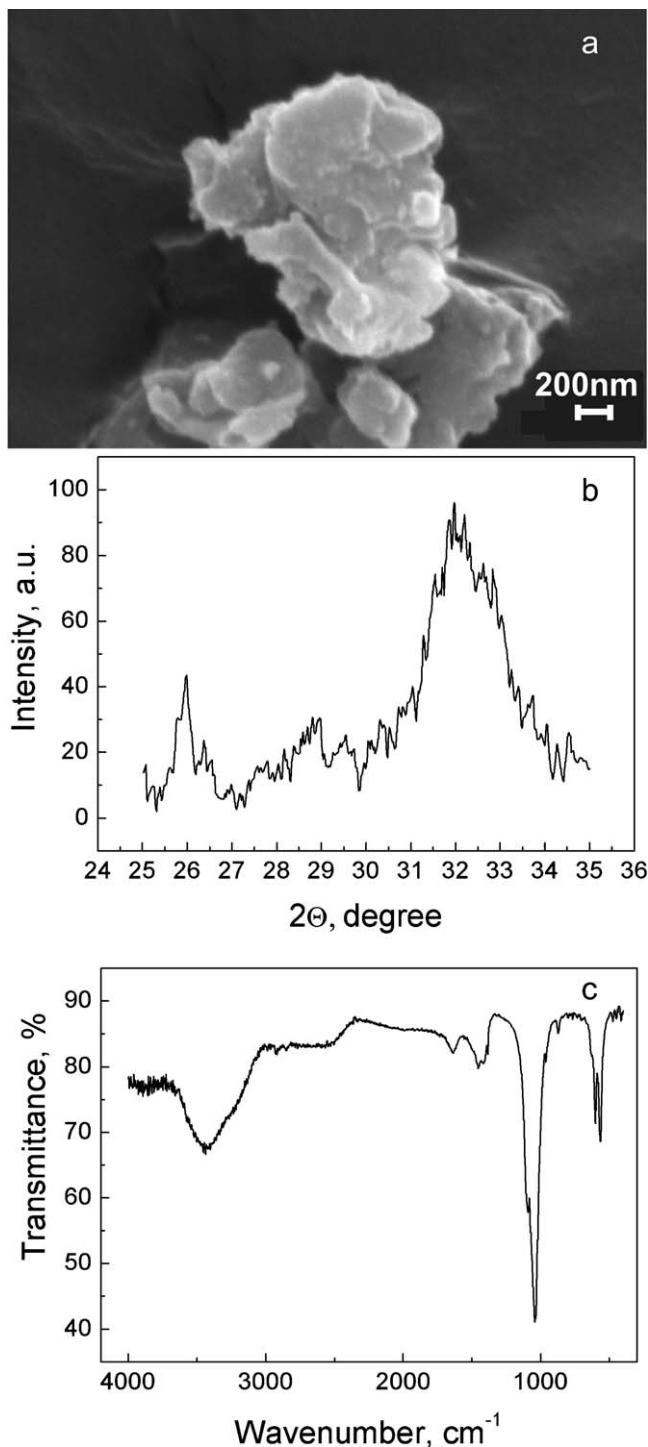 a
200nm
b
Intensity, a.u.
100
80
60
40
20
0
24 25 26 27 28 29 30 31 32 33 34 35 36
2Θ, degree
c
Transmittance, %
90
80
70
60
50
40
4000 3000 2000 1000
Wavenumber, cm⁻¹